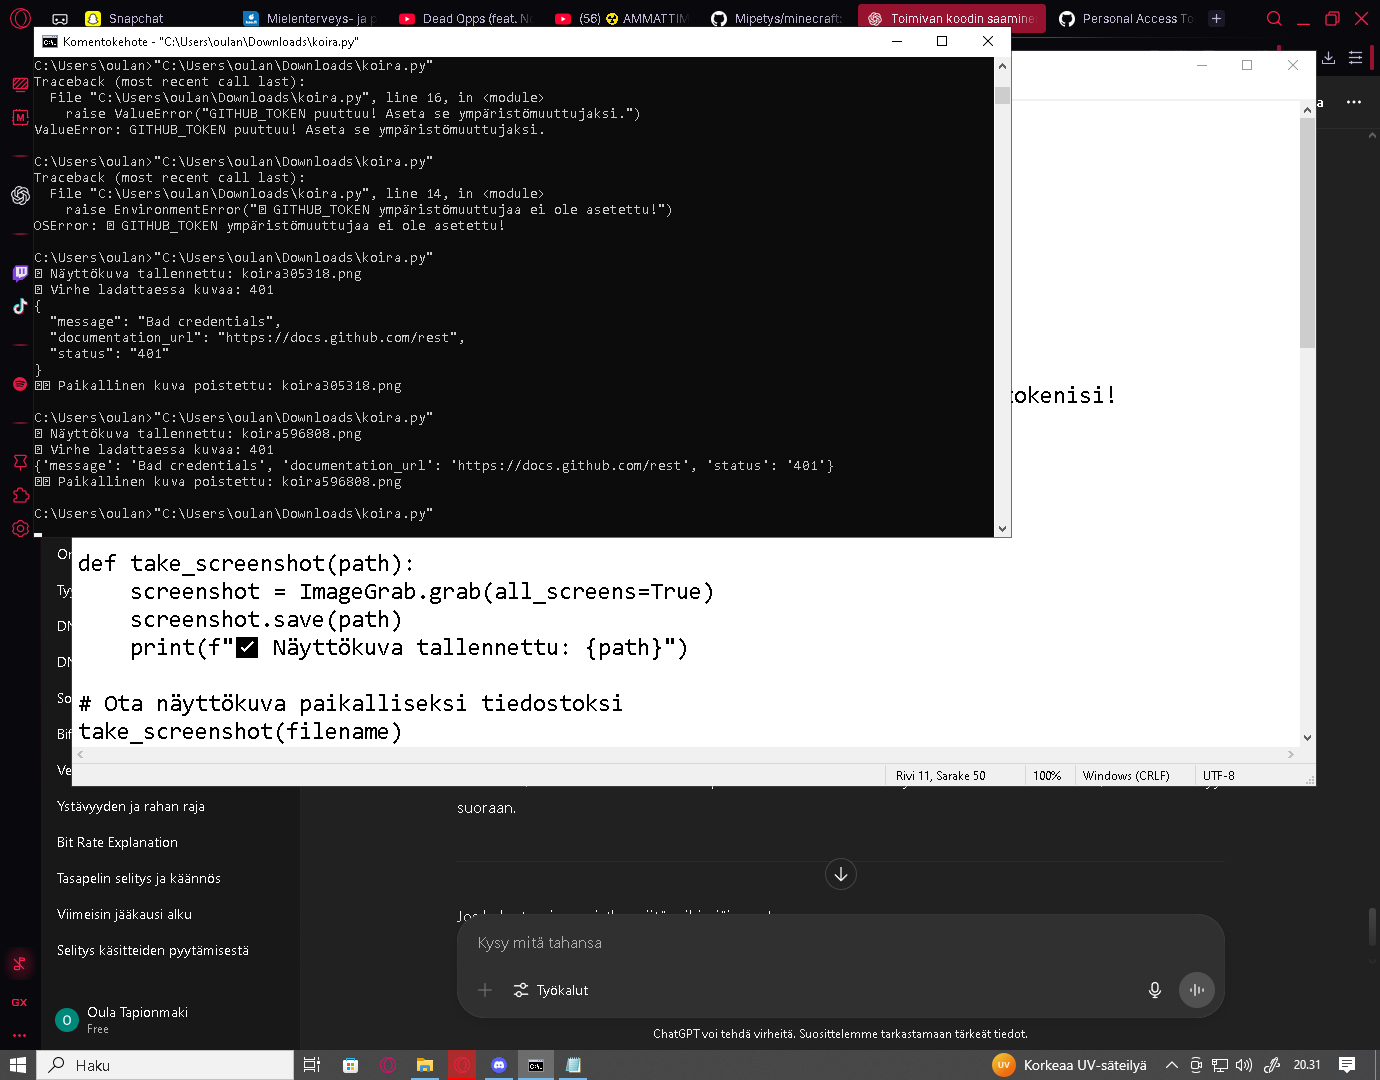 Snapchat
Mielenterveys- ja p
Dead Opps (feat. No
(56) ☢ AMMATTIM
Mipetys/minecraft:
Toimivan koodin saamine
Personal Access To
Komentokehote - "C:\Users\oulan\Downloads\koira.py"
C:\Users\oulan>"C:\Users\oulan\Downloads\koira.py"
Traceback (most recent call last):
  File "C:\Users\oulan\Downloads\koira.py", line 16, in <module>
    raise ValueError("GITHUB_TOKEN puuttuu! Aseta se ympäristömuuttujaksi.")
ValueError: GITHUB_TOKEN puuttuu! Aseta se ympäristömuuttujaksi.
C:\Users\oulan>"C:\Users\oulan\Downloads\koira.py"
Traceback (most recent call last):
  File "C:\Users\oulan\Downloads\koira.py", line 14, in <module>
    raise EnvironmentError("⍰ GITHUB_TOKEN ympäristömuuttujaa ei ole asetettu!")
OSError: ⍰ GITHUB_TOKEN ympäristömuuttujaa ei ole asetettu!
C:\Users\oulan>"C:\Users\oulan\Downloads\koira.py"
⍰ Näyttökuva tallennettu: koira305318.png
⍰ Virhe ladattaessa kuvaa: 401
{
  "message": "Bad credentials",
  "documentation_url": "https://docs.github.com/rest",
  "status": "401"
}
⍰⍰ Paikallinen kuva poistettu: koira305318.png
C:\Users\oulan>"C:\Users\oulan\Downloads\koira.py"
⍰ Näyttökuva tallennettu: koira596808.png
⍰ Virhe ladattaessa kuvaa: 401
{'message': 'Bad credentials', 'documentation_url': 'https://docs.github.com/rest', 'status': '401'}
⍰⍰ Paikallinen kuva poistettu: koira596808.png
C:\Users\oulan>"C:\Users\oulan\Downloads\koira.py"
tokenisi!
def take_screenshot(path):
    screenshot = ImageGrab.grab(all_screens=True)
    screenshot.save(path)
    print(f"✅ Näyttökuva tallennettu: {path}")
# Ota näyttökuva paikalliseksi tiedostoksi
take_screenshot(filename)
Rivi 11, Sarake 50
100%
Windows (CRLF)
UTF-8
suoraan.
Ystävyyden ja rahan raja
Bit Rate Explanation
Tasapelin selitys ja käännös
Viimeisin jääkausi alku
Selitys käsitteiden pyytämisestä
GX
O
Oula Tapionmaki
Free
Kysy mitä tahansa
Työkalut
ChatGPT voi tehdä virheitä. Suosittelemme tarkastamaan tärkeät tiedot.
Haku
UV
Korkeaa UV-säteilyä
20.31